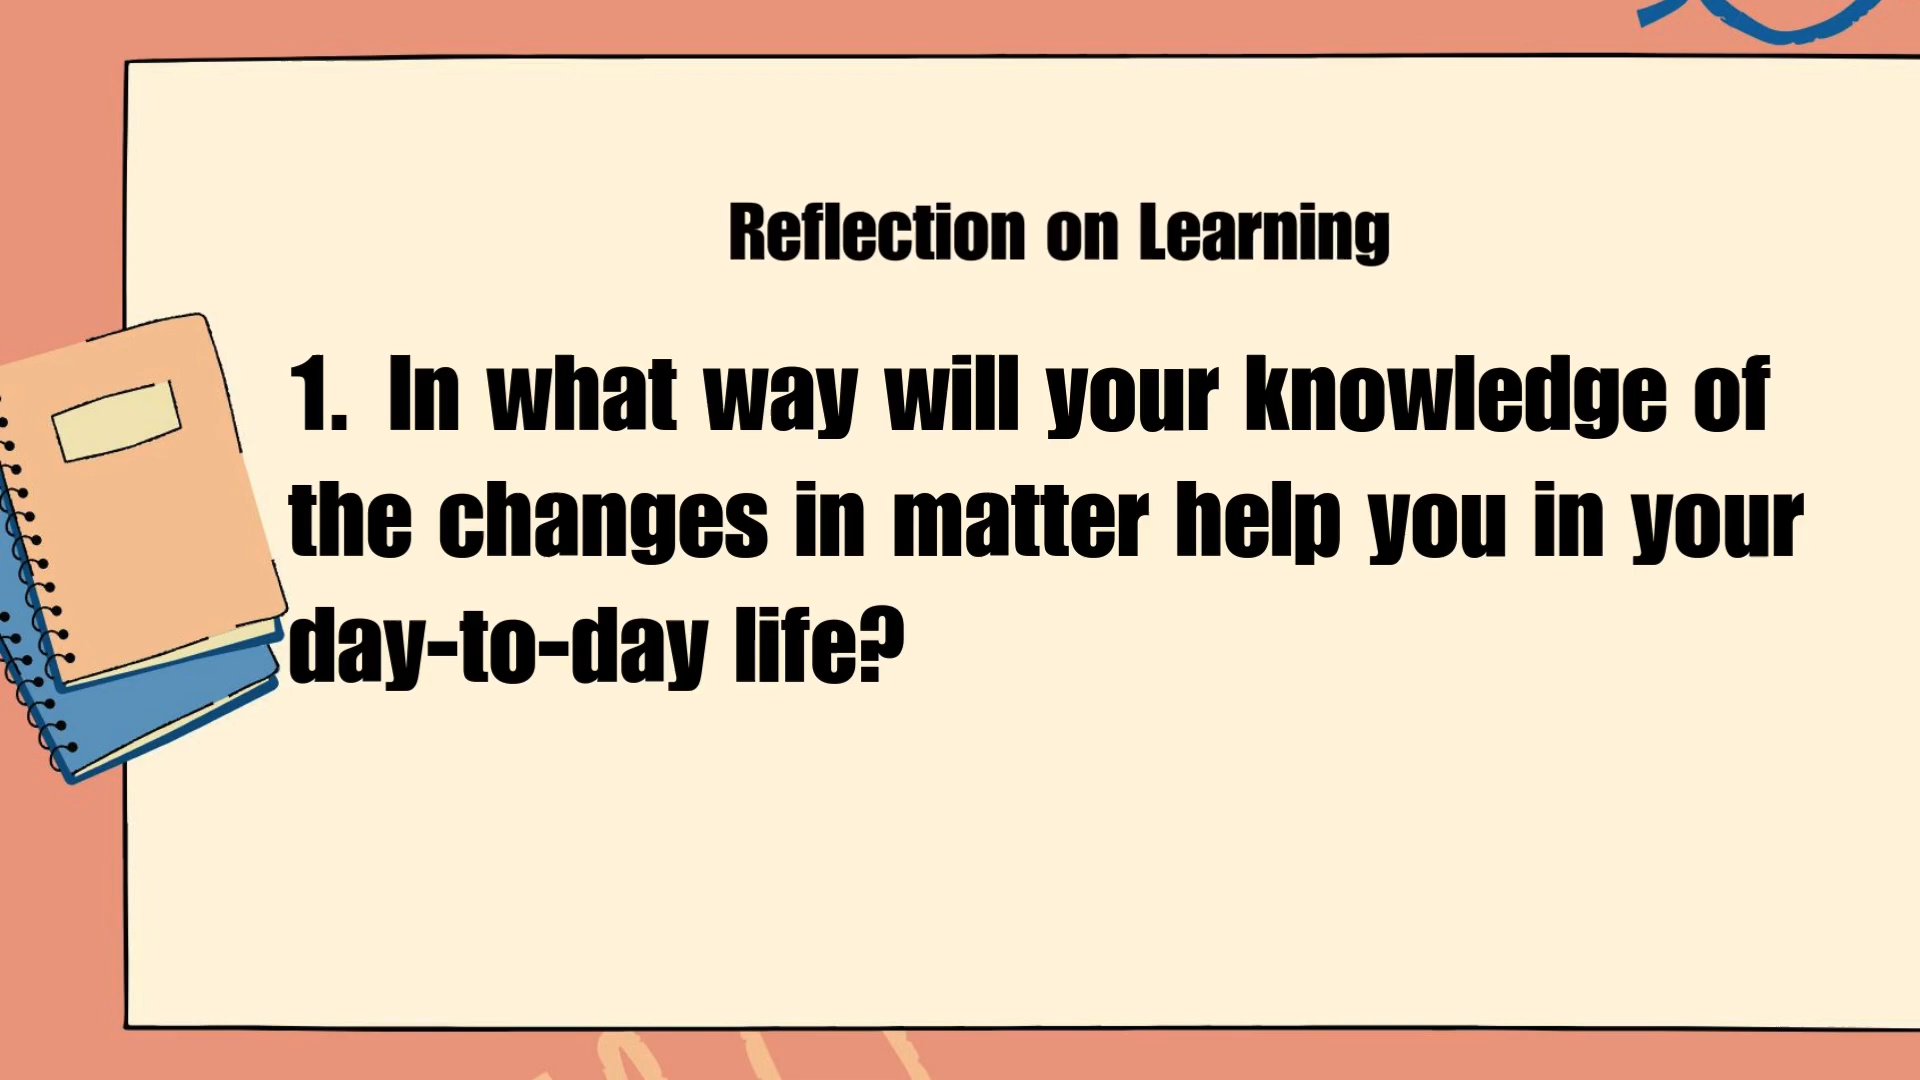 Reflection on Learning
1. In what way will your knowledge of
the changes in matter help you in your
day-to-day life?